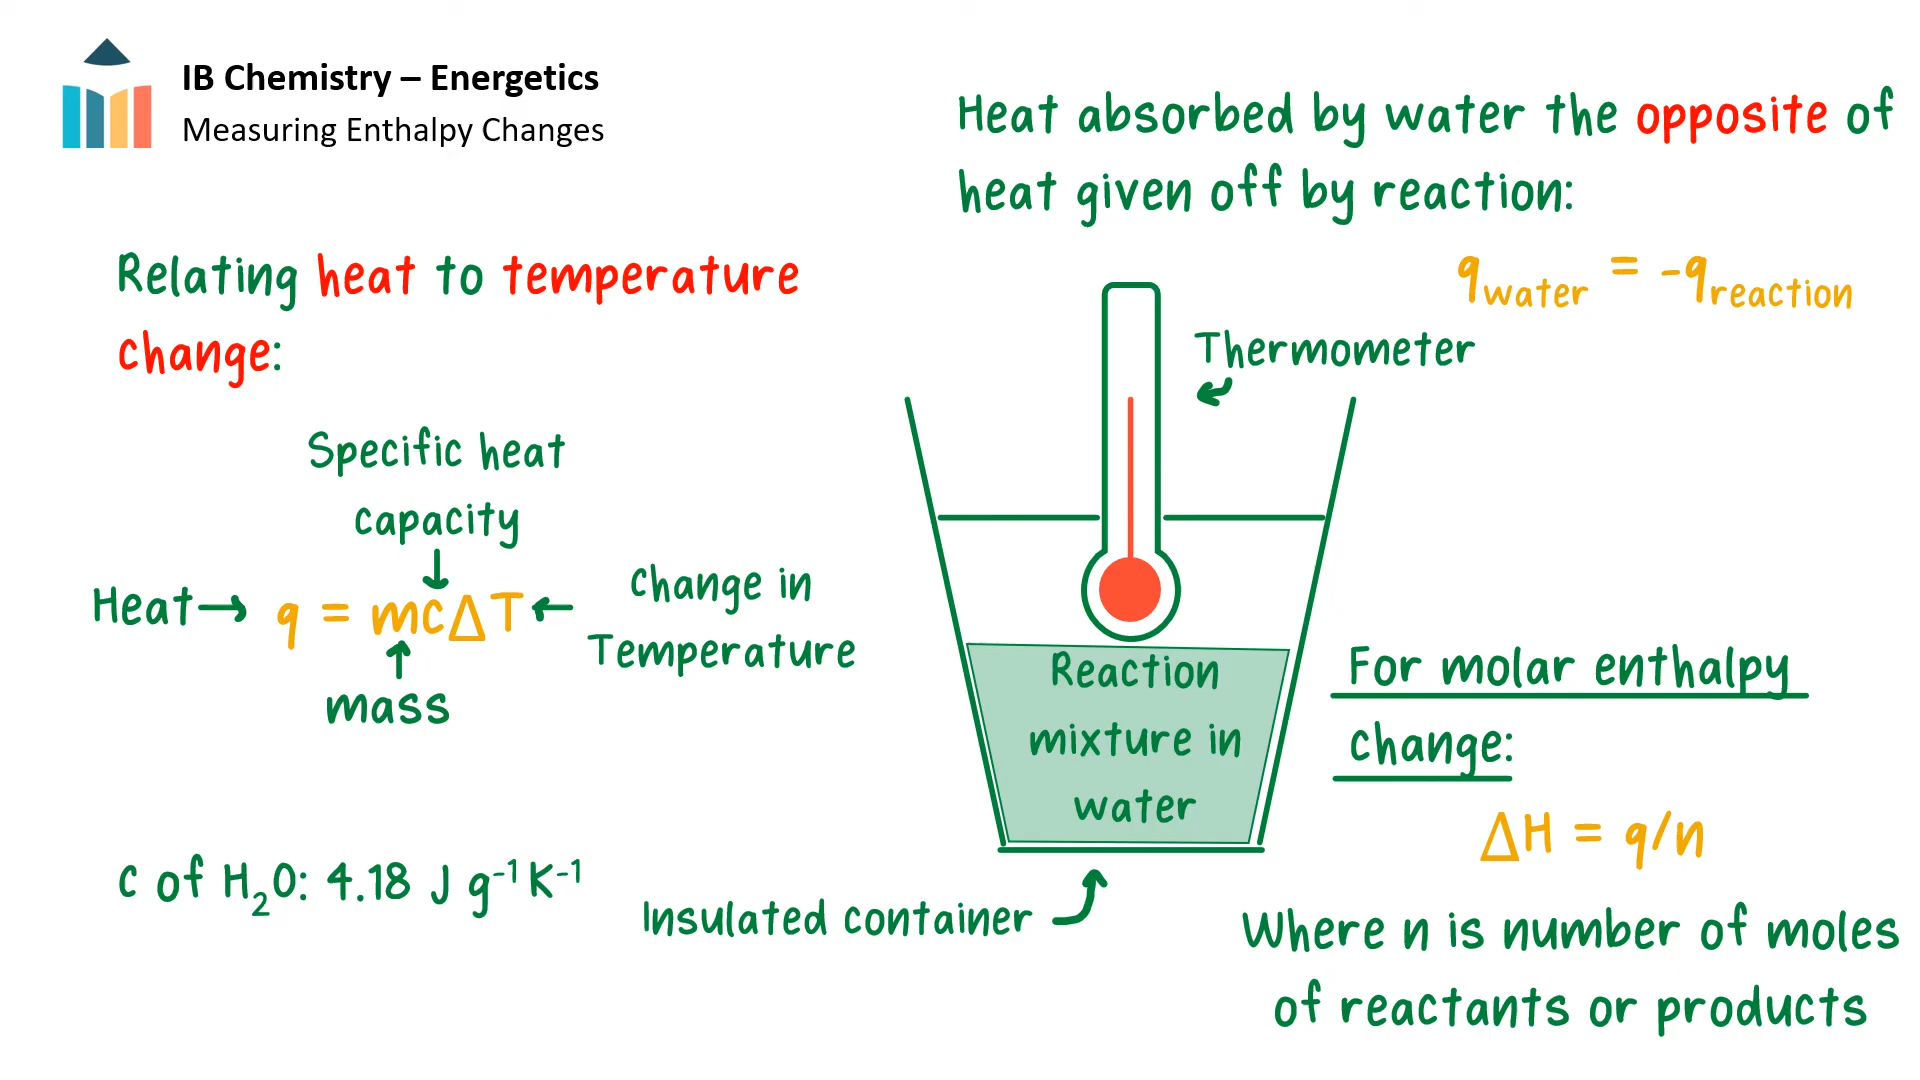 IB Chemistry – Energetics
Measuring Enthalpy Changes
Relating heat to temperature
change:
Specific heat
capacity
Heat→ q = mcΔT←
Change in
Temperature
mass
c of H₂O: 4.18 J g⁻¹ K⁻¹
Heat absorbed by water the opposite of
heat given off by reaction:
q_water = -q_reaction
Thermometer
Reaction
mixture in
water
Insulated container
For molar enthalpy
change:
ΔH = q/n
Where n is number of moles
of reactants or products